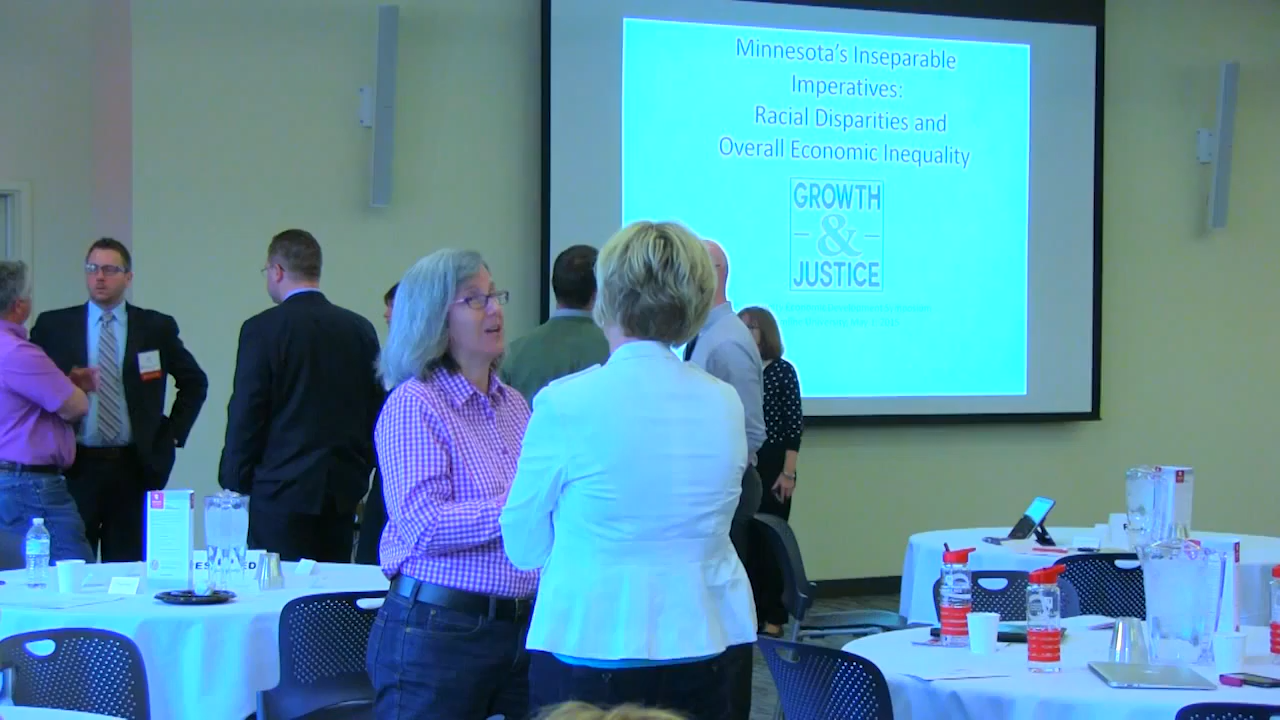 Minnesota's Inseparable
Imperatives:
Racial Disparities and
Overall Economic Inequality
GROWTH
&
JUSTICE